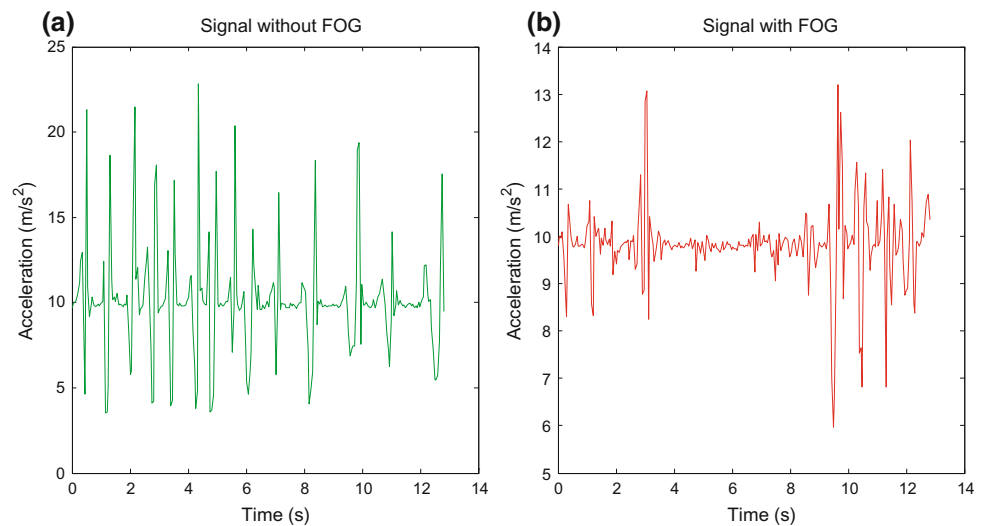 (a)
Signal without FOG
25
20
15
10
5
0
0 2 4 6 8 10 12 14
Acceleration (m/s²)
Time (s)
(b)
Signal with FOG
14
13
12
11
10
9
8
7
6
5
0 2 4 6 8 10 12 14
Acceleration (m/s²)
Time (s)